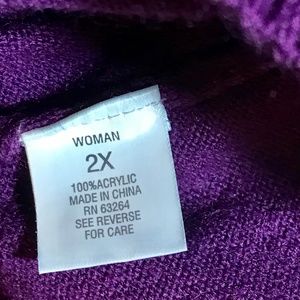 WOMAN
2X
100%ACRYLIC
MADE IN CHINA
RN 63264
SEE REVERSE
FOR CARE